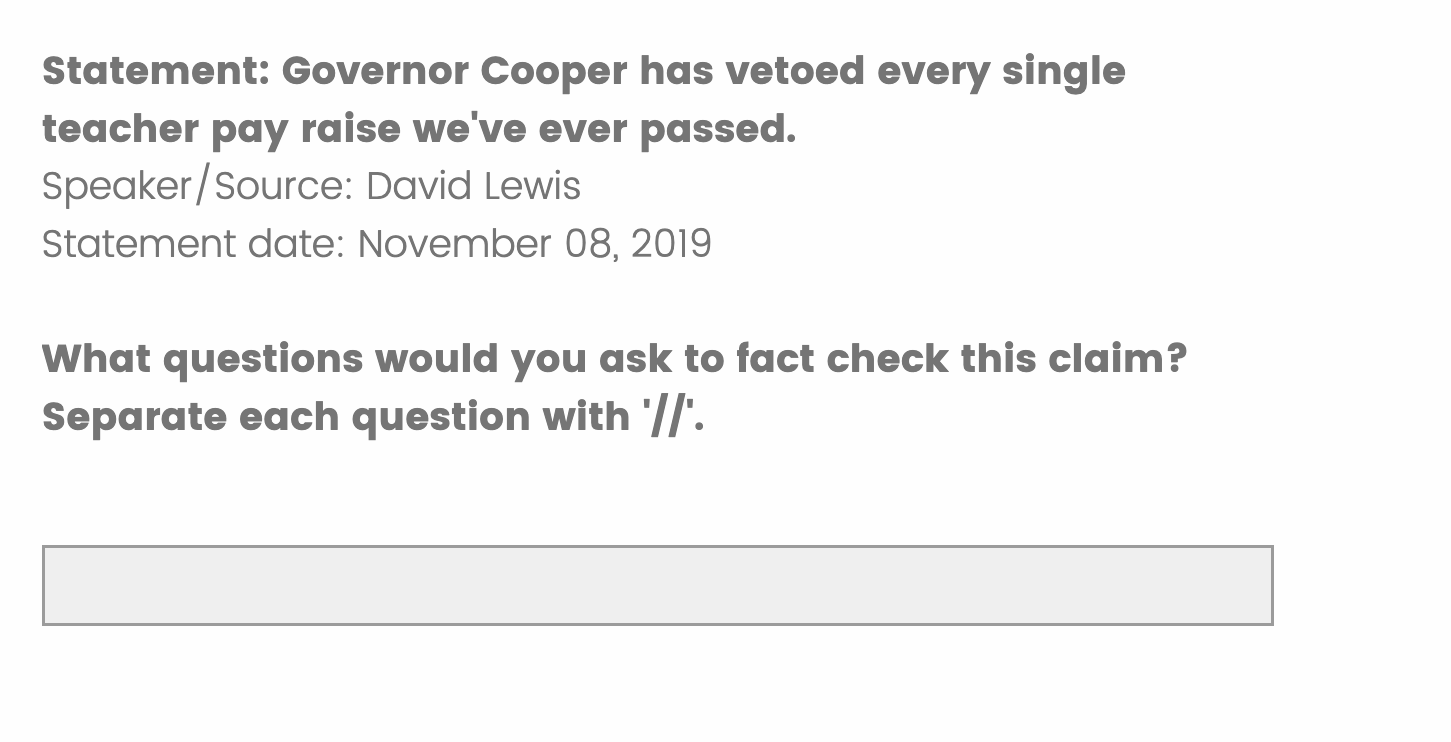 Statement: Governor Cooper has vetoed every single
teacher pay raise we've ever passed.
Speaker/Source: David Lewis
Statement date: November 08, 2019
What questions would you ask to fact check this claim?
Separate each question with '//'.